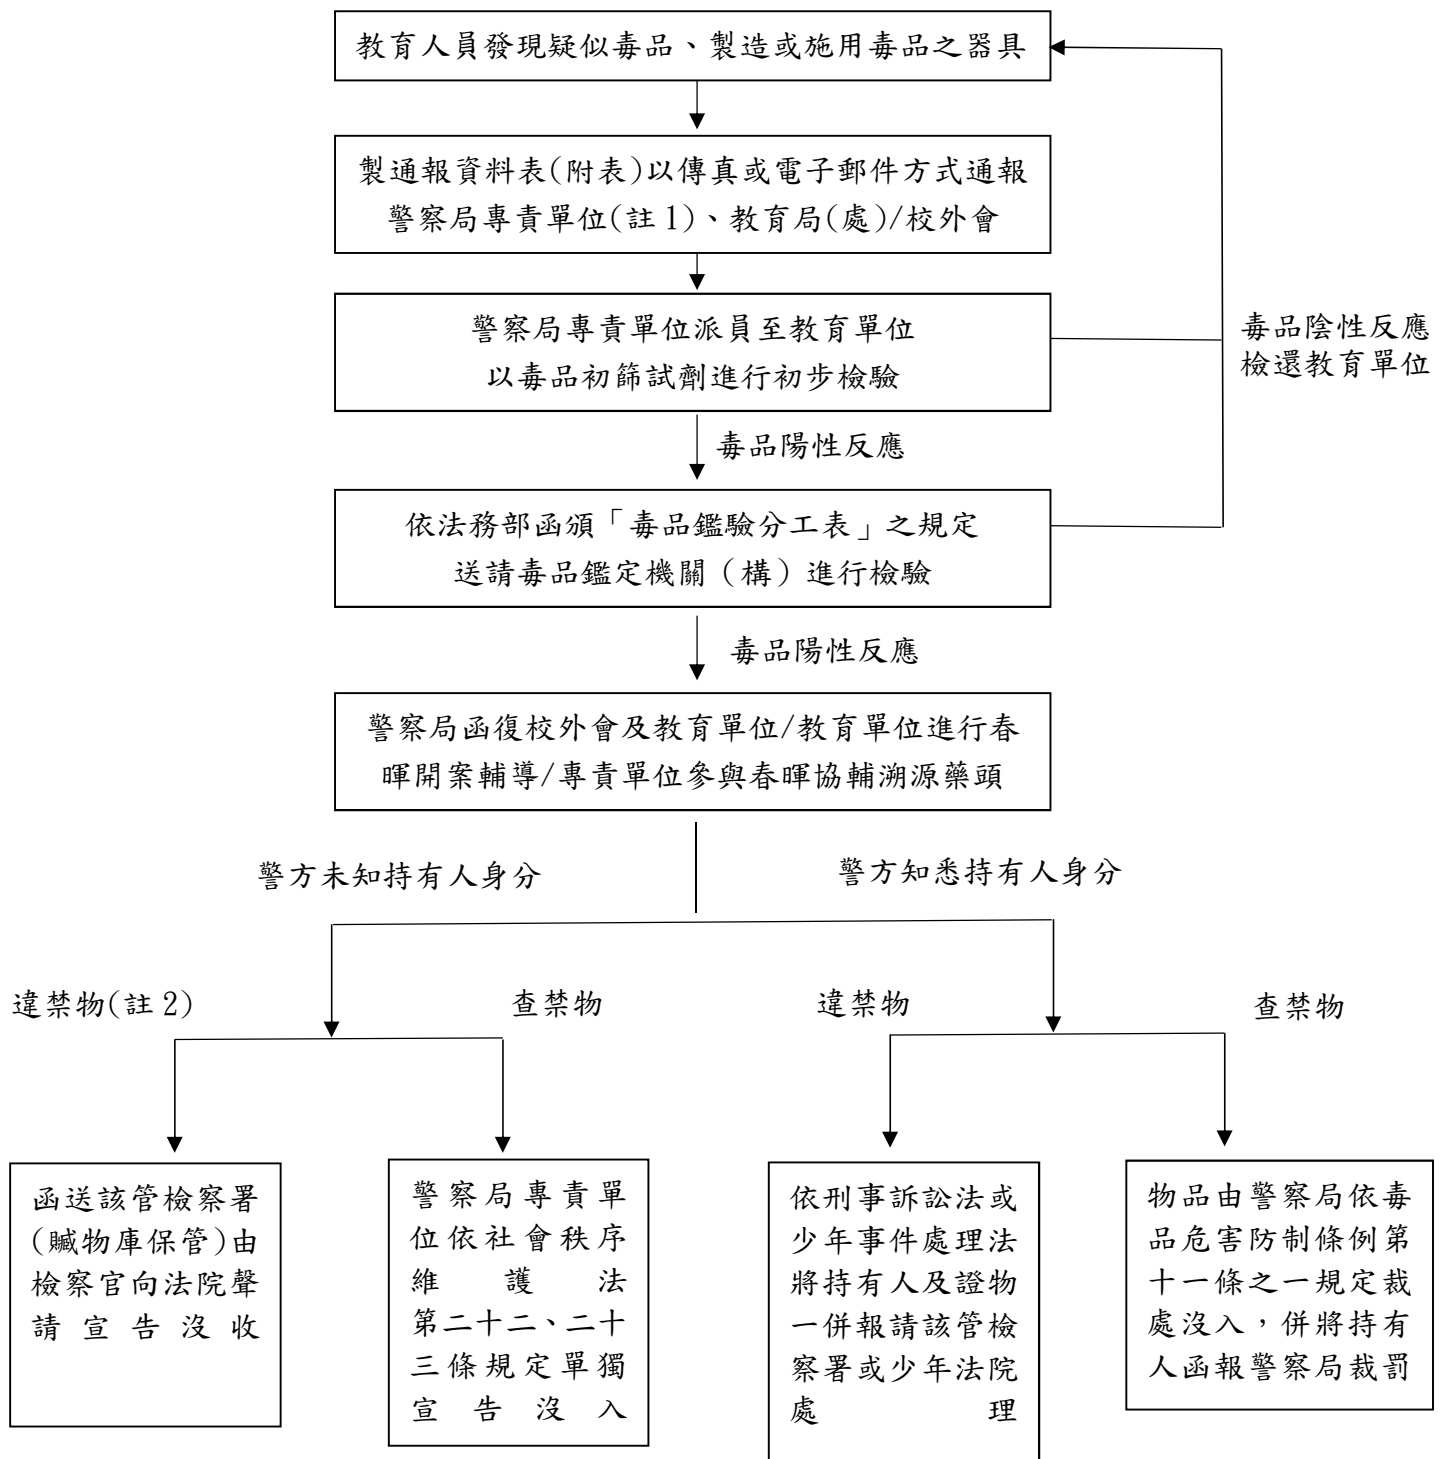 教育人員發現疑似毒品、製造或施用毒品之器具
製通報資料表(附表)以傳真或電子郵件方式通報
警察局專責單位(註1)、教育局(處)/校外會
警察局專責單位派員至教育單位
以毒品初篩試劑進行初步檢驗
毒品陰性反應
檢還教育單位
毒品陽性反應
依法務部函頒「毒品鑑驗分工表」之規定
送請毒品鑑定機關（構）進行檢驗
毒品陽性反應
警察局函復校外會及教育單位/教育單位進行春
暉開案輔導/專責單位參與春暉協輔溯源藥頭
警方未知持有人身分
警方知悉持有人身分
違禁物(註2)
查禁物
違禁物
查禁物
函送該管檢察署
(贓物庫保管)由
檢察官向法院聲
請宣告沒收
警察局專責單
位依社會秩序
維護法
第二十二、二十
三條規定單獨
宣告沒入
依刑事訴訟法或
少年事件處理法
將持有人及證物
一併報請該管檢
察署或少年法院
處理
物品由警察局依毒
品危害防制條例第
十一條之一規定裁
處沒入，併將持有
人函報警察局裁罰